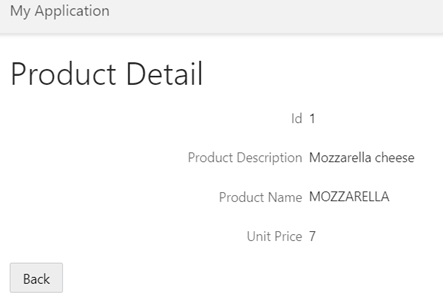 My Application
Product Detail
Id 1
Product Description Mozzarella cheese
Product Name MOZZARELLA
Unit Price 7
Back